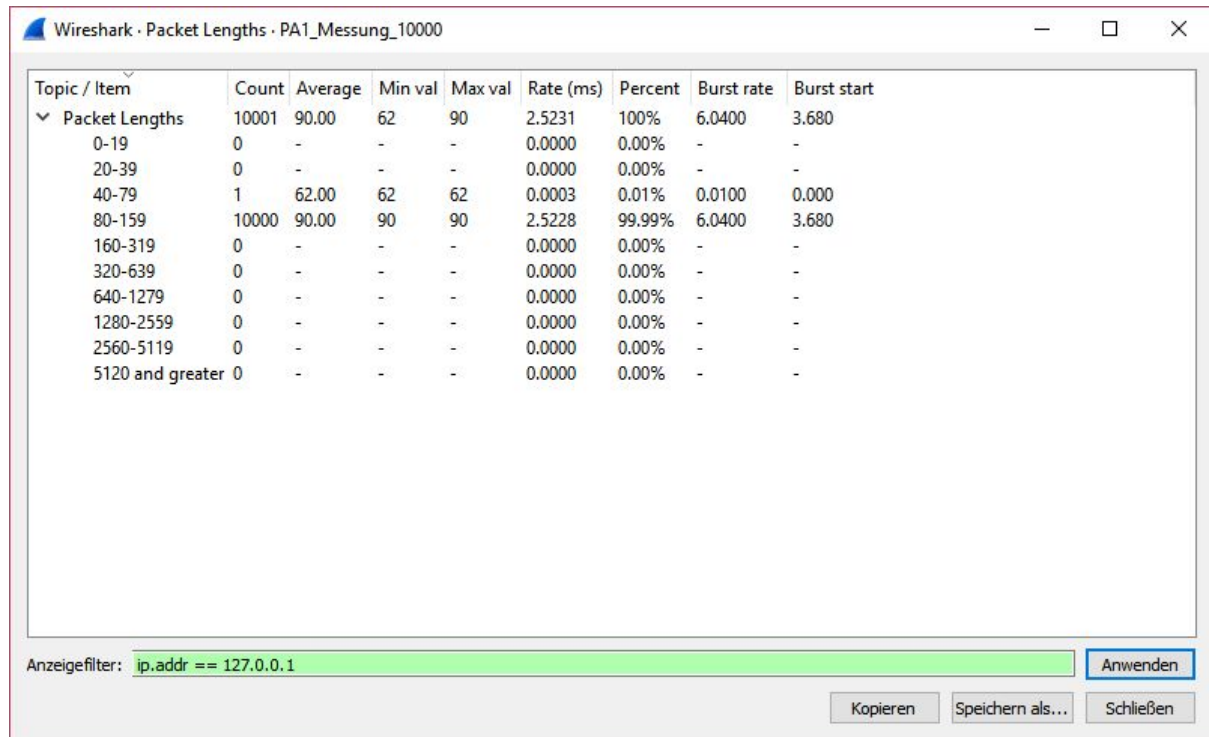 Wireshark · Packet Lengths · PA1_Messung_10000
Topic / Item Count Average Min val Max val Rate (ms) Percent Burst rate Burst start
Packet Lengths 10001 90.00 62 90 2.5231 100% 6.0400 3.680
0-19 0 - - - 0.0000 0.00% - -
20-39 0 - - - 0.0000 0.00% - -
40-79 1 62.00 62 62 0.0003 0.01% 0.0100 0.000
80-159 10000 90.00 90 90 2.5228 99.99% 6.0400 3.680
160-319 0 - - - 0.0000 0.00% - -
320-639 0 - - - 0.0000 0.00% - -
640-1279 0 - - - 0.0000 0.00% - -
1280-2559 0 - - - 0.0000 0.00% - -
2560-5119 0 - - - 0.0000 0.00% - -
5120 and greater 0 - - - 0.0000 0.00% - -
Anzeigefilter: ip.addr == 127.0.0.1 Anwenden
Kopieren Speichern als... Schließen